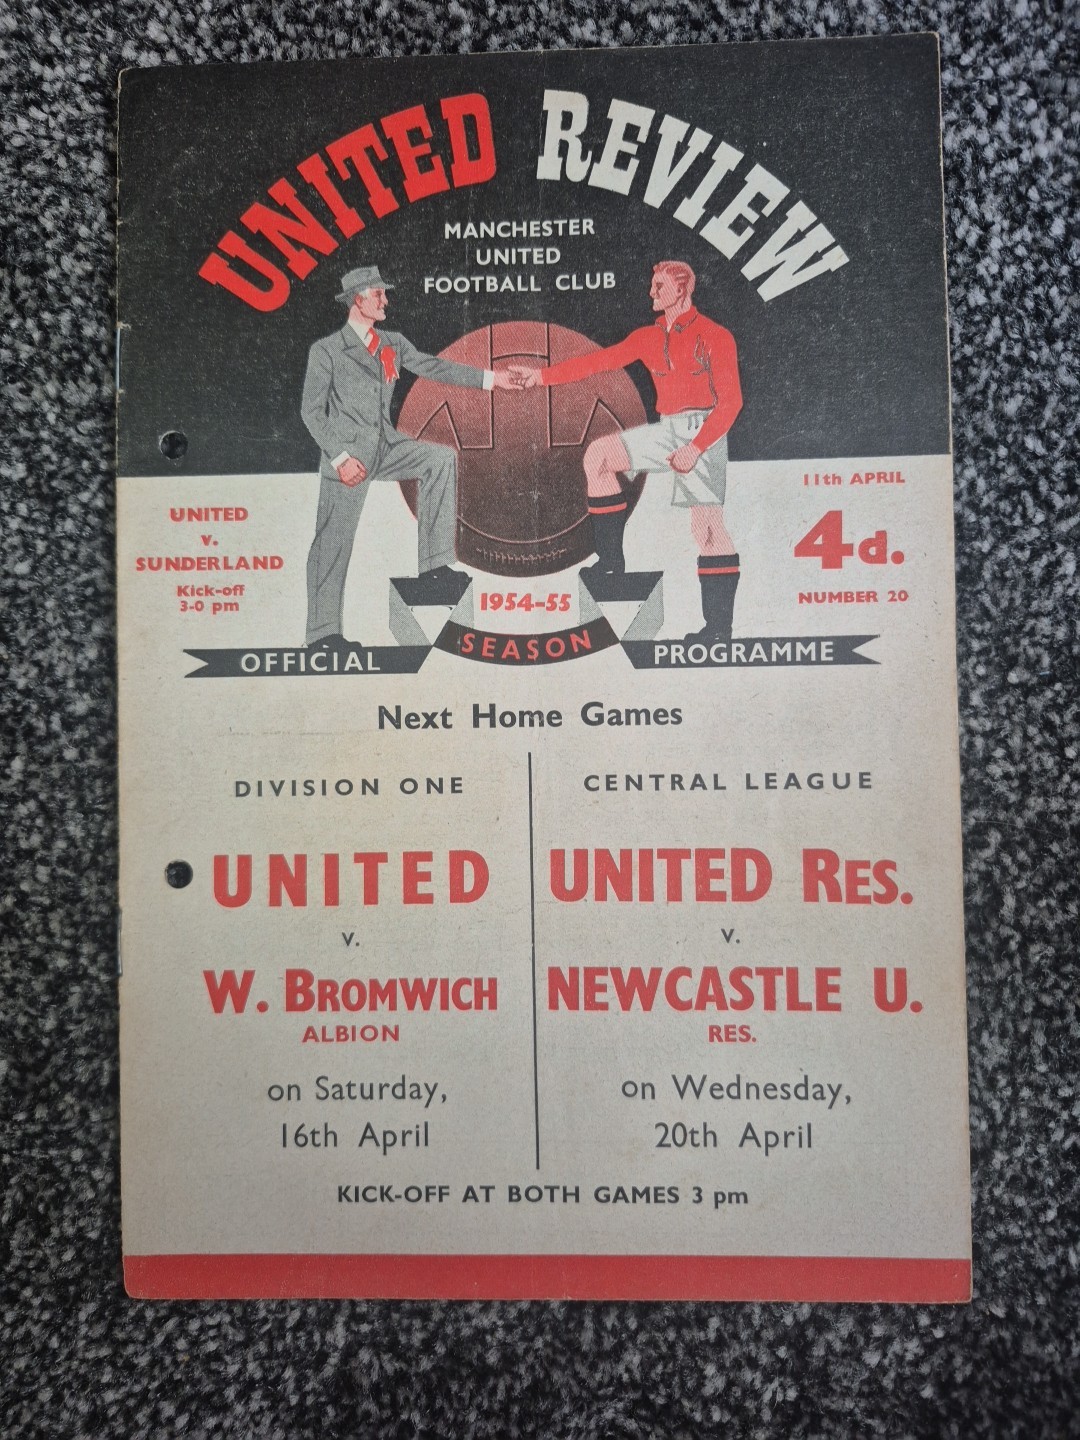 UNITED REVIEW
MANCHESTER
UNITED
FOOTBALL CLUB
UNITED
v.
SUNDERLAND
Kick-off
3-0 pm
11th APRIL
4d.
NUMBER 20
1954-55
OFFICIAL SEASON PROGRAMME
Next Home Games
DIVISION ONE
UNITED
v.
W. BROMWICH
ALBION
on Saturday,
16th April
CENTRAL LEAGUE
UNITED RES.
v.
NEWCASTLE U.
RES.
on Wednesday,
20th April
KICK-OFF AT BOTH GAMES 3 pm